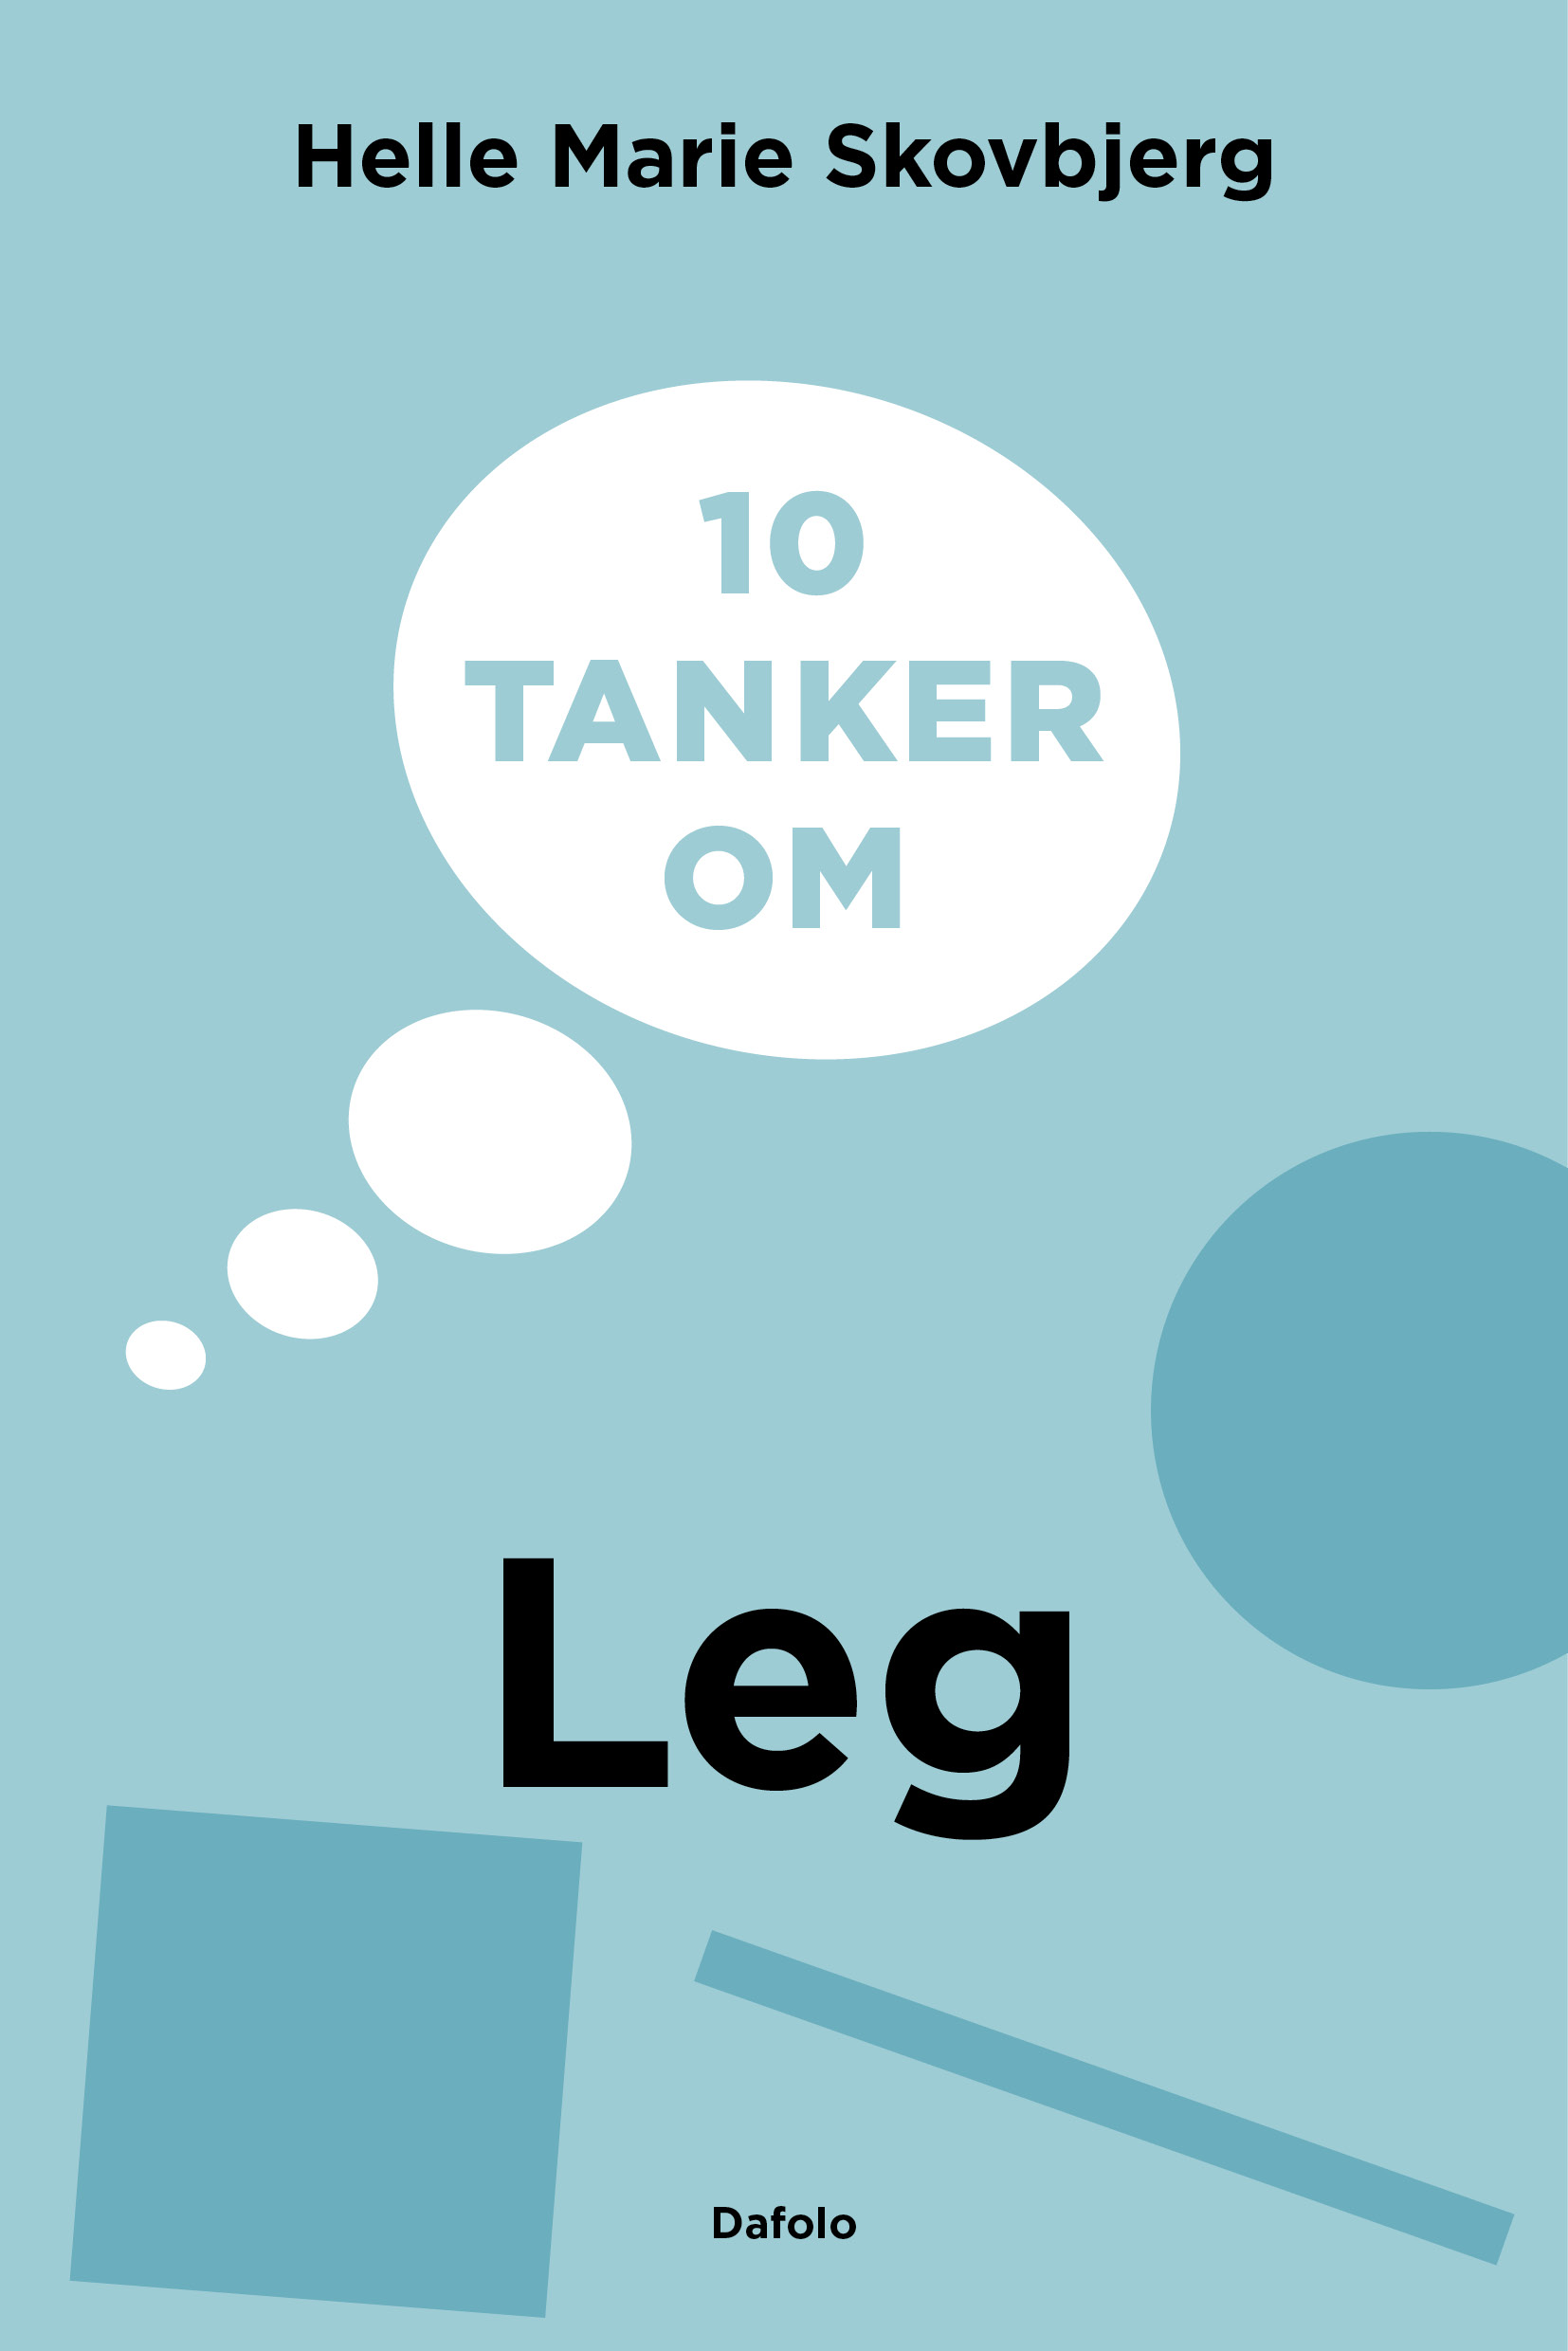 Helle Marie Skovbjerg
10
TANKER
OM
Leg
Dafolo